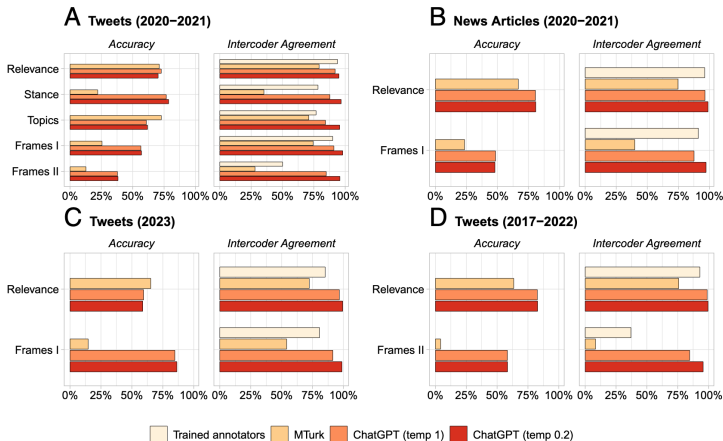 A Tweets (2020−2021)
Accuracy Intercoder Agreement
Relevance
Stance
Topics
Frames I
Frames II
0% 25% 50% 75% 100% 0% 25% 50% 75% 100%
B News Articles (2020−2021)
Accuracy Intercoder Agreement
Relevance
Frames I
0% 25% 50% 75% 100% 0% 25% 50% 75% 100%
C Tweets (2023)
Accuracy Intercoder Agreement
Relevance
Frames I
0% 25% 50% 75% 100% 0% 25% 50% 75% 100%
D Tweets (2017−2022)
Accuracy Intercoder Agreement
Relevance
Frames II
0% 25% 50% 75% 100% 0% 25% 50% 75% 100%
Trained annotators MTurk ChatGPT (temp 1) ChatGPT (temp 0.2)